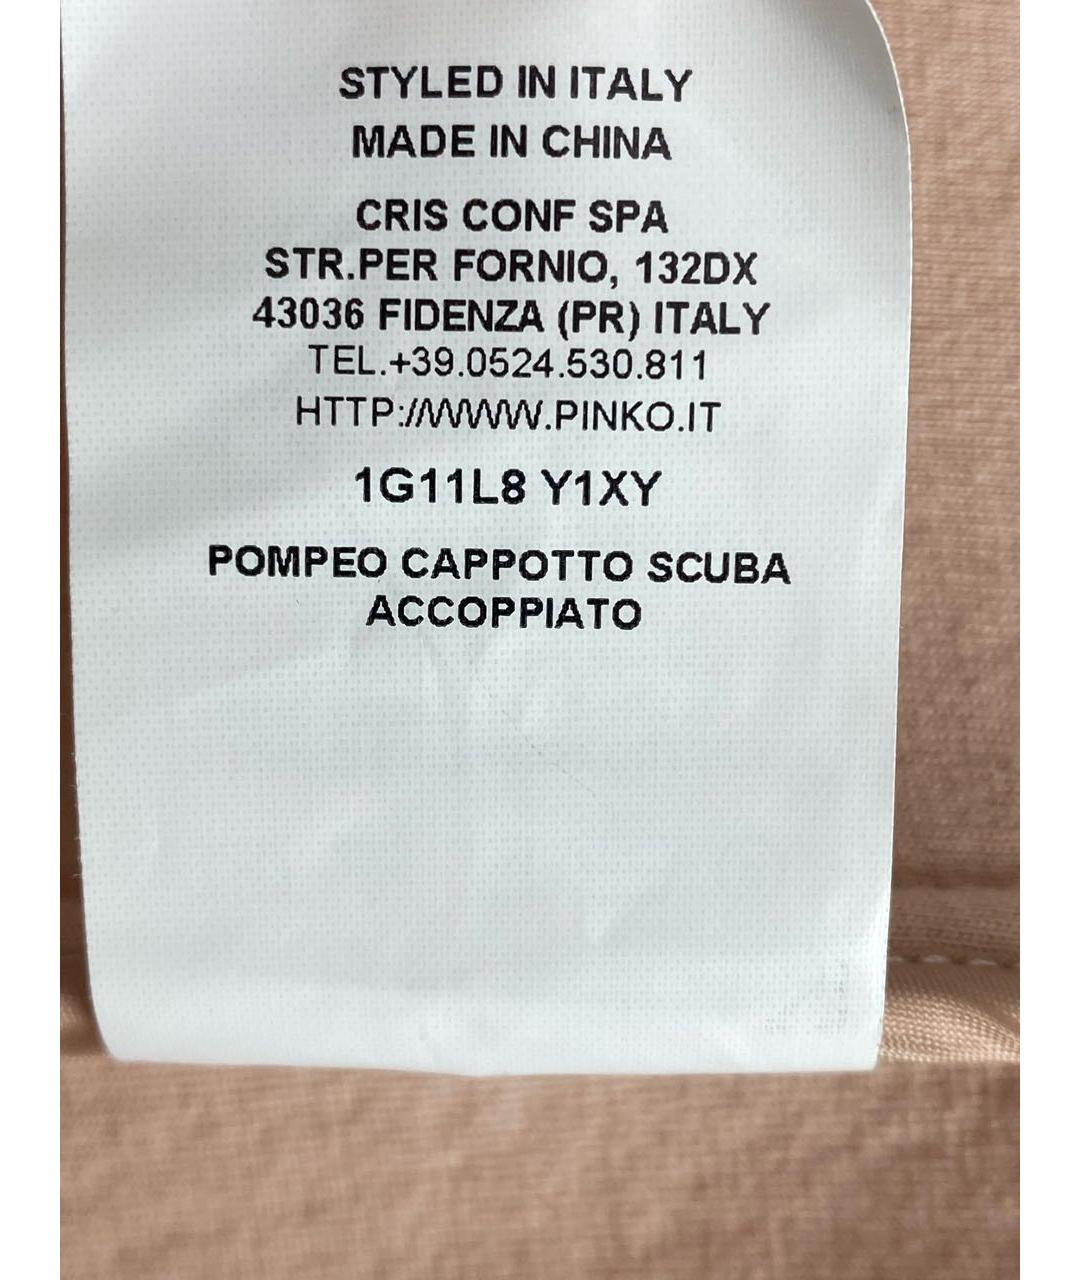 STYLED IN ITALY
MADE IN CHINA
CRIS CONF SPA
STR.PER FORNIO, 132DX
43036 FIDENZA (PR) ITALY
TEL.+39.0524.530.811
HTTP://WWW.PINKO.IT
1G11L8 Y1XY
POMPEO CAPPOTTO SCUBA
ACCOPPIATO